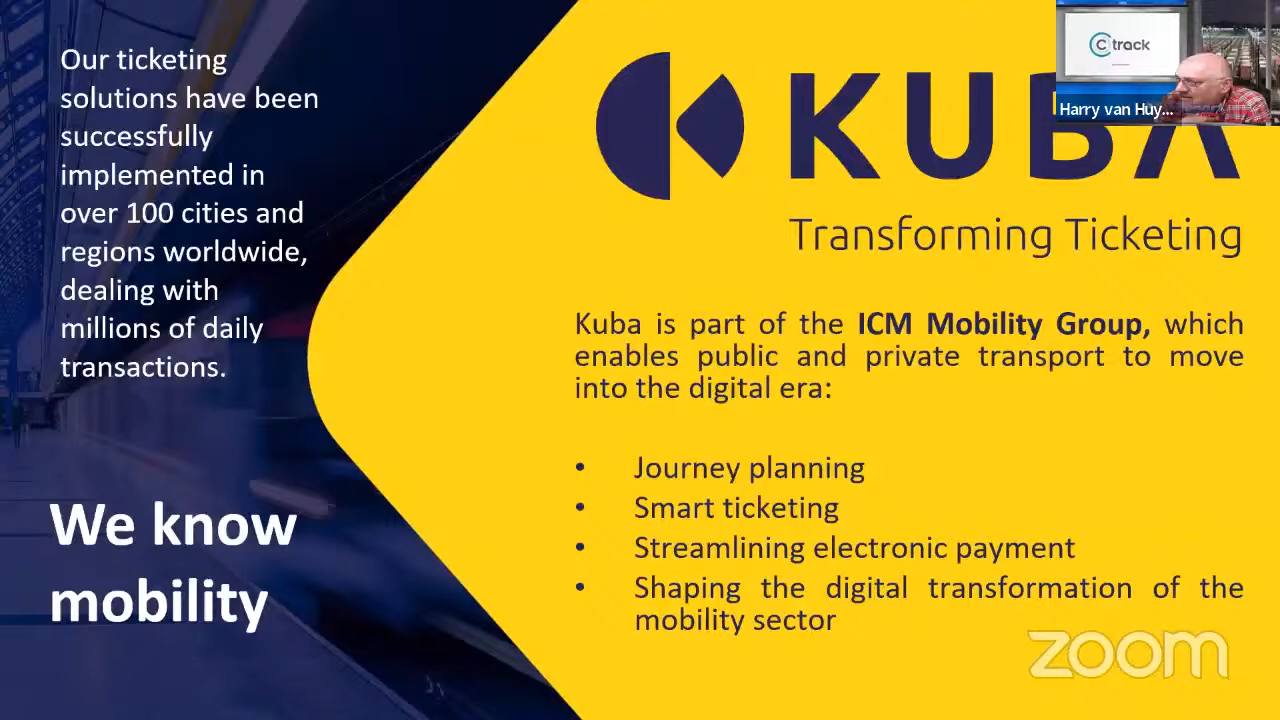 Our ticketing
solutions have been
successfully
implemented in
over 100 cities and
regions worldwide,
dealing with
millions of daily
transactions.
We know
mobility
KUBA
Transforming Ticketing
Kuba is part of the ICM Mobility Group, which
enables public and private transport to move
into the digital era:
• Journey planning
• Smart ticketing
• Streamlining electronic payment
• Shaping the digital transformation of the
mobility sector
Ctrack
Harry van Huy...
zoom